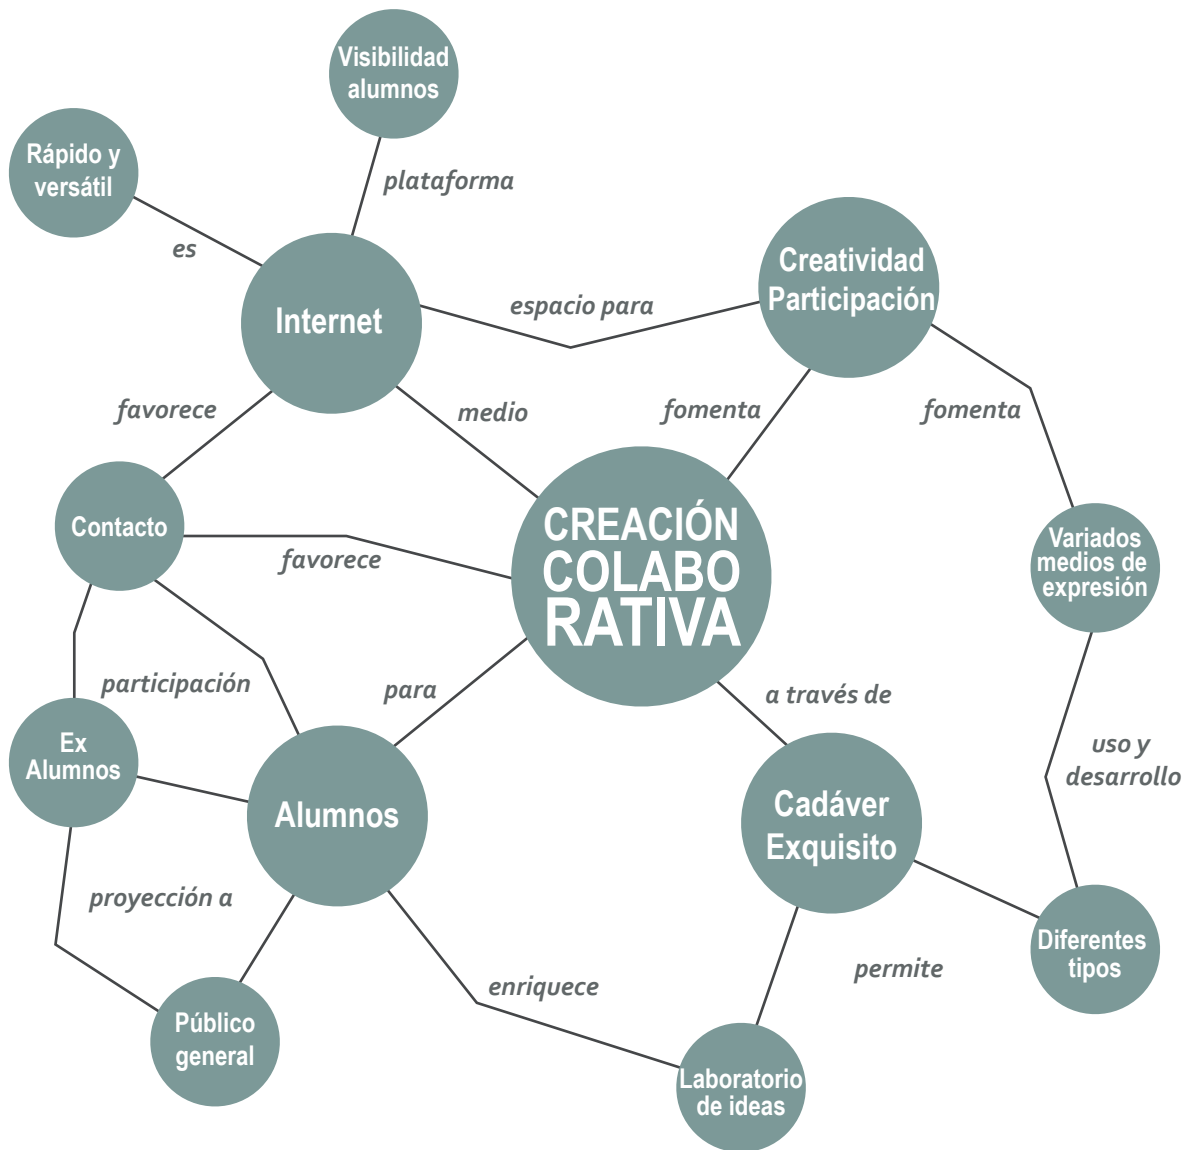 Visibilidad
alumnos
Rápido y
versátil
plataforma
es
Creatividad
Participación
espacio para
Internet
favorece
medio
fomenta
fomenta
CREACIÓN
COLABO
RATIVA
Contacto
favorece
Variados
medios de
expresión
participación
para
a través de
Ex
Alumnos
uso y
desarrollo
Alumnos
Cadáver
Exquisito
proyección a
Diferentes
tipos
permite
enriquece
Público
general
Laboratorio
de ideas